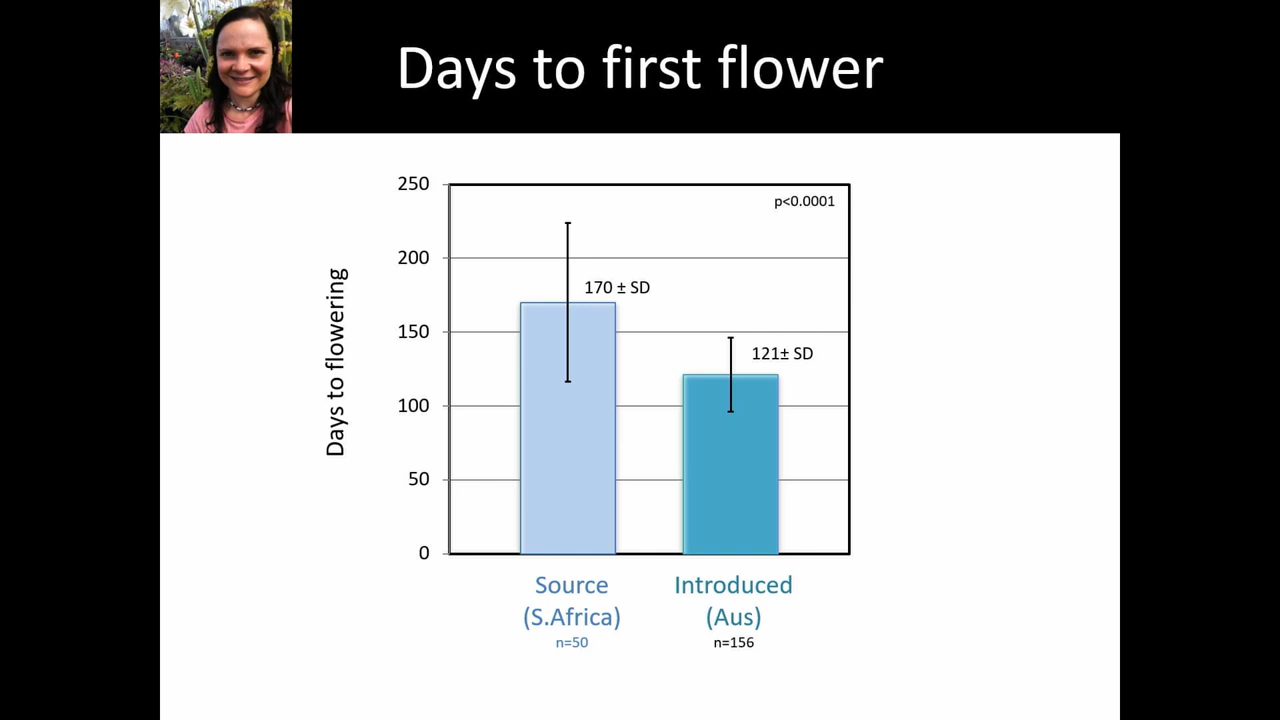 Days to first flower
250
200
150
100
50
0
Days to flowering
p<0.0001
170 ± SD
121± SD
Source
(S.Africa)
n=50
Introduced
(Aus)
n=156